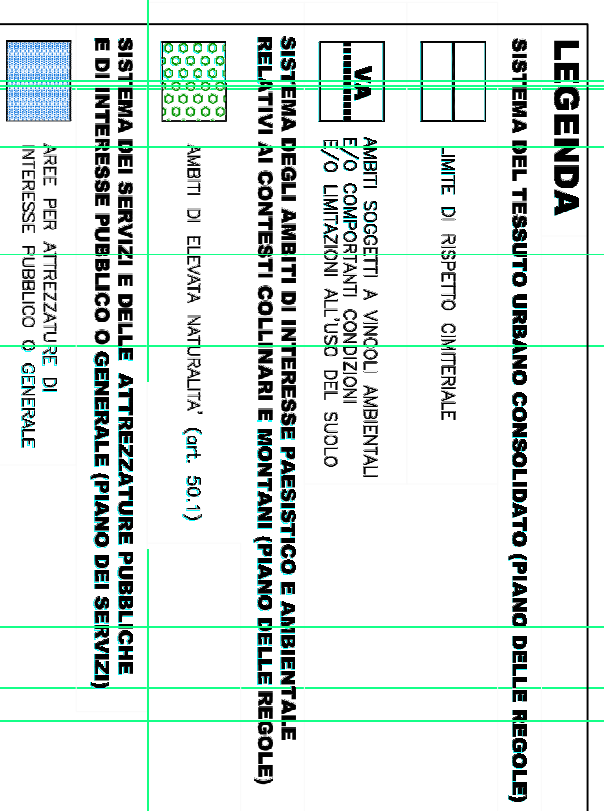 LEGENDA
SISTEMA DEL TESSUTO URBANO CONSOLIDATO (PIANO DELLE REGOLE)
LIMITE DI RISPETTO CIMITERIALE
VA
AMBITI SOGGETTI A VINCOLI AMBIENTALI
E/O COMPORTANTI CONDIZIONI
E/O LIMITAZIONI ALL'USO DEL SUOLO
SISTEMA DEGLI AMBITI DI INTERESSE PAESISTICO E AMBIENTALE
RELATIVI AI CONTESTI COLLINARI E MONTANI (PIANO DELLE REGOLE)
AMBITI DI ELEVATA NATURALITA' (art. 50.1)
SISTEMA DEI SERVIZI E DELLE ATTREZZATURE PUBBLICHE
E DI INTERESSE PUBBLICO O GENERALE (PIANO DEI SERVIZI)
AREE PER ATTREZZATURE DI
INTERESSE PUBBLICO O GENERALE